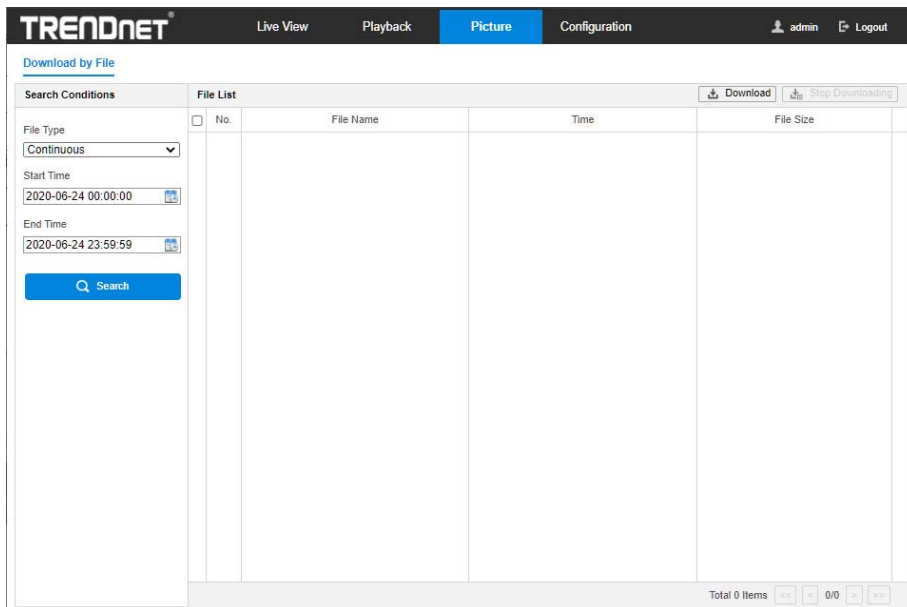 TRENDnet®
Live View Playback Picture Configuration admin Logout
Download by File
Search Conditions File List Download Stop Downloading
No. File Name Time File Size
File Type
Continuous
Start Time
2020-06-24 00:00:00
End Time
2020-06-24 23:59:59
Search
Total 0 Items << < 0/0 > >>